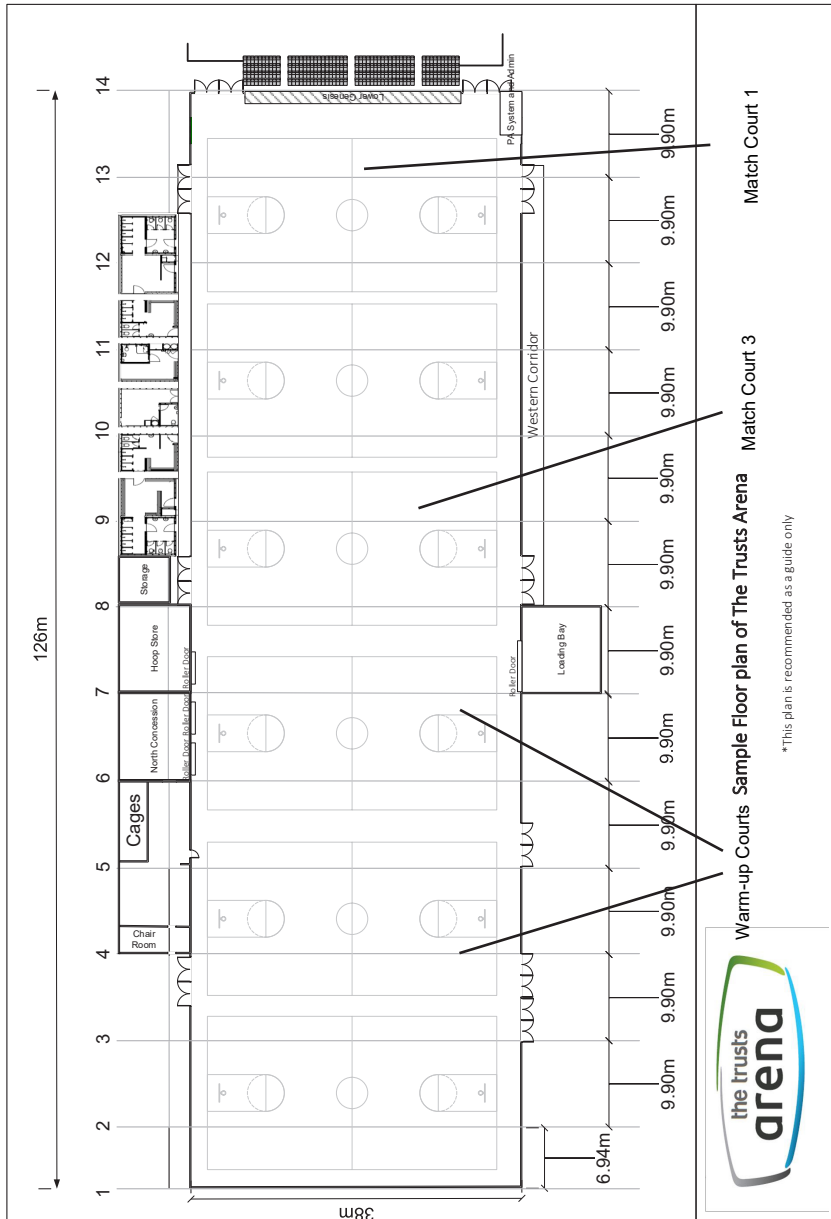 126m
1
2
3
4
5
6
7
8
9
10
11
12
13
14
Chair
Room
Cages
North Concession
Hoop Store
Storage
Roller Door
Roller Door
Roller Door
Lower Genesis
PA System and Admin
Western Corridor
Roller Door
Loading Bay
38m
6.94m
9.90m
9.90m
9.90m
9.90m
9.90m
9.90m
9.90m
9.90m
9.90m
9.90m
9.90m
9.90m
Warm-up Courts
Match Court 3
Match Court 1
Sample Floor plan of The Trusts Arena
*This plan is recommended as a guide only
the trusts
arena